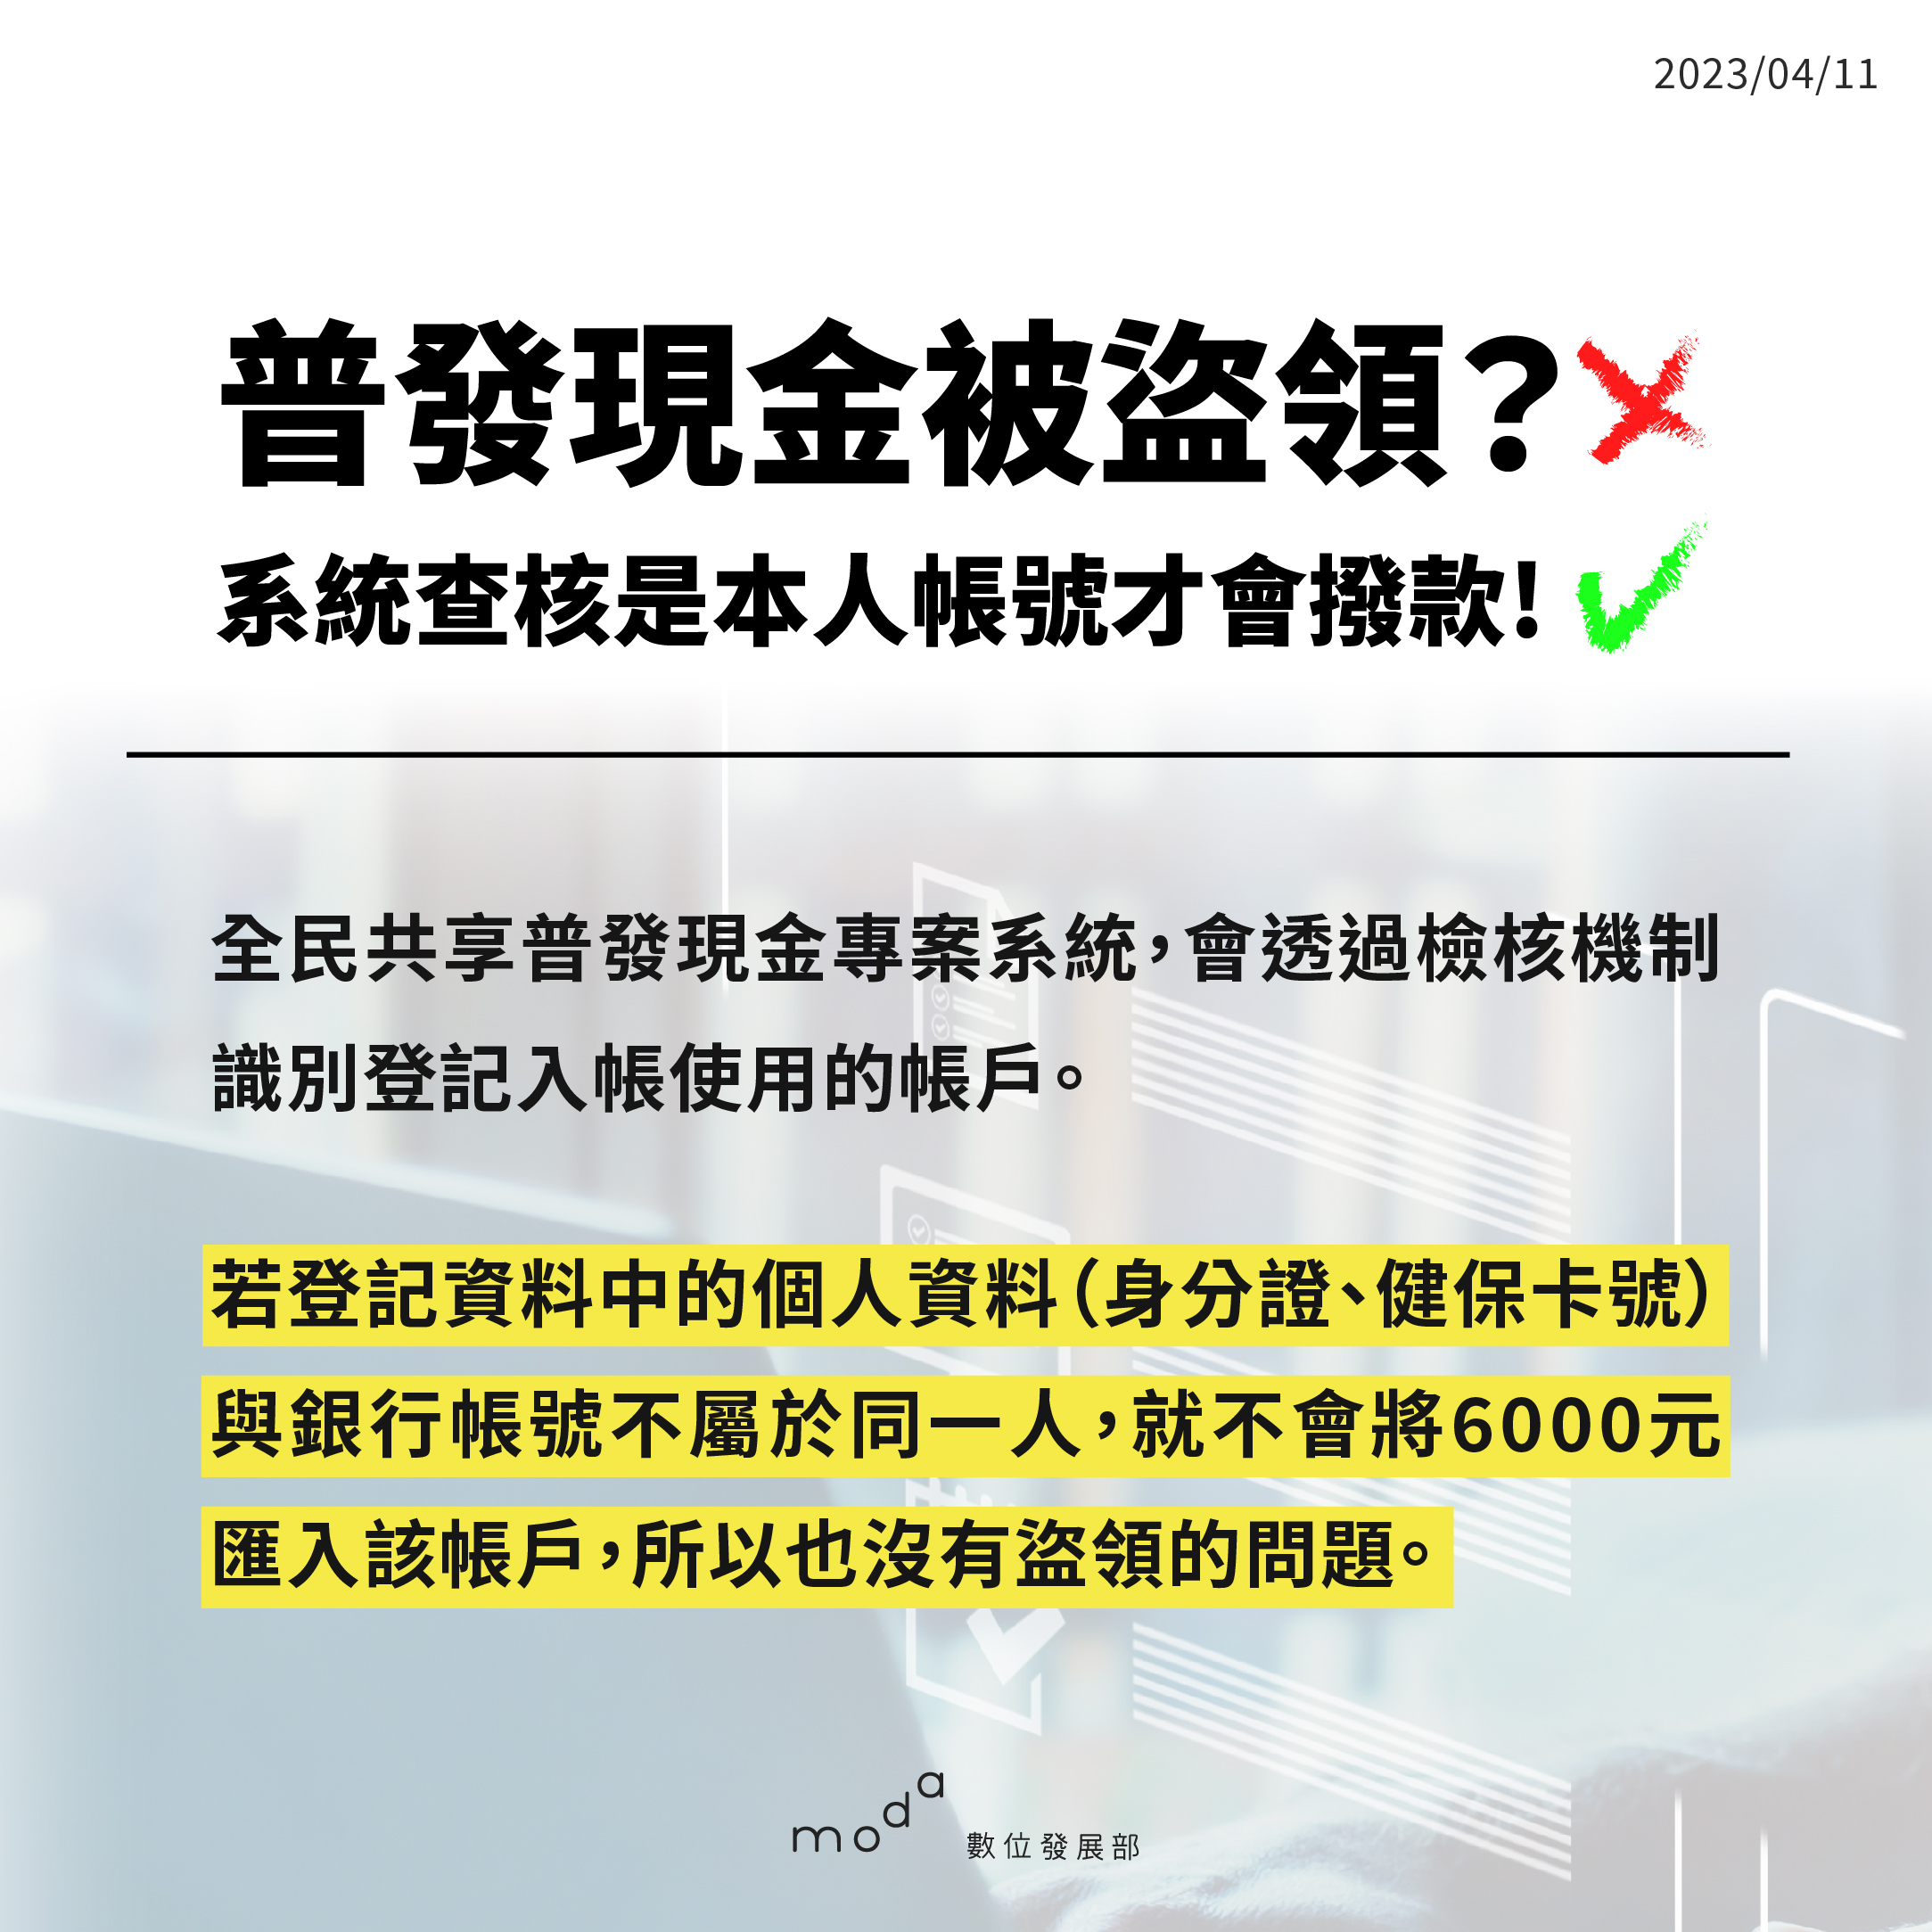 2023/04/11
普發現金被盜領?
系統查核是本人帳號才會撥款!
全民共享普發現金專案系統,會透過檢核機制
識別登記入帳使用的帳戶。
若登記資料中的個人資料(身分證、健保卡號)
與銀行帳號不屬於同一人,就不會將6000元
匯入該帳戶,所以也沒有盜領的問題。
moda 數位發展部